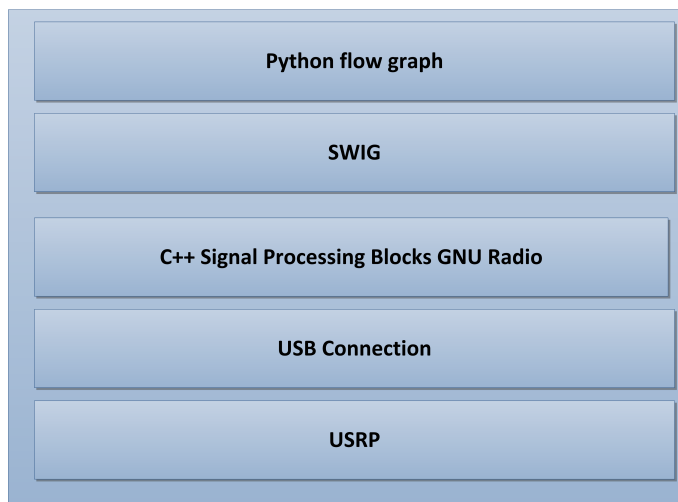 Python flow graph
SWIG
C++ Signal Processing Blocks GNU Radio
USB Connection
USRP